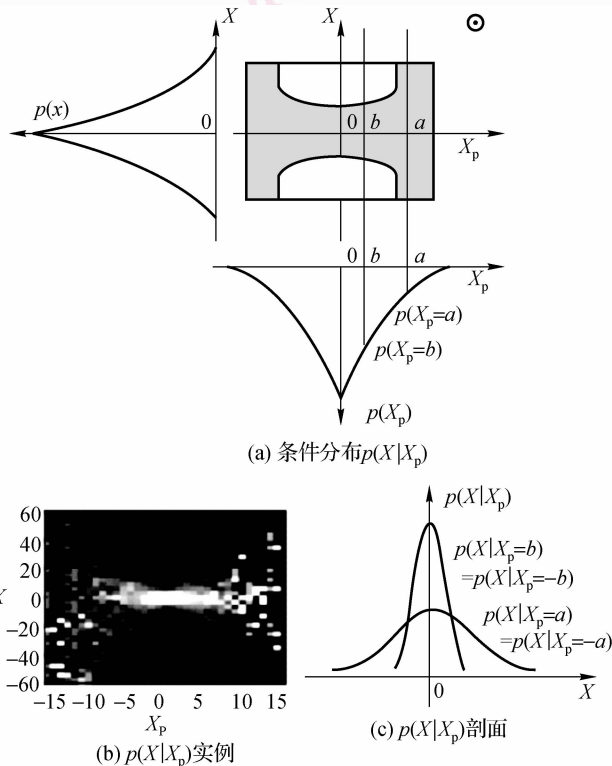 X
X
p(x)
0
0 b a
Xp
0 b a
Xp
p(Xp=a)
p(Xp=b)
p(Xp)
(a) 条件分布p(X|Xp)
60
40
20
0
−20
−40
−60
X
−15 −10 −5 0 5 10 15
XP
(b) p(X|Xp)实例
p(X|Xp)
p(X|Xp=b)
=p(X|Xp=−b)
p(X|Xp=a)
=p(X|Xp=−a)
0
X
(c) p(X|Xp)剖面